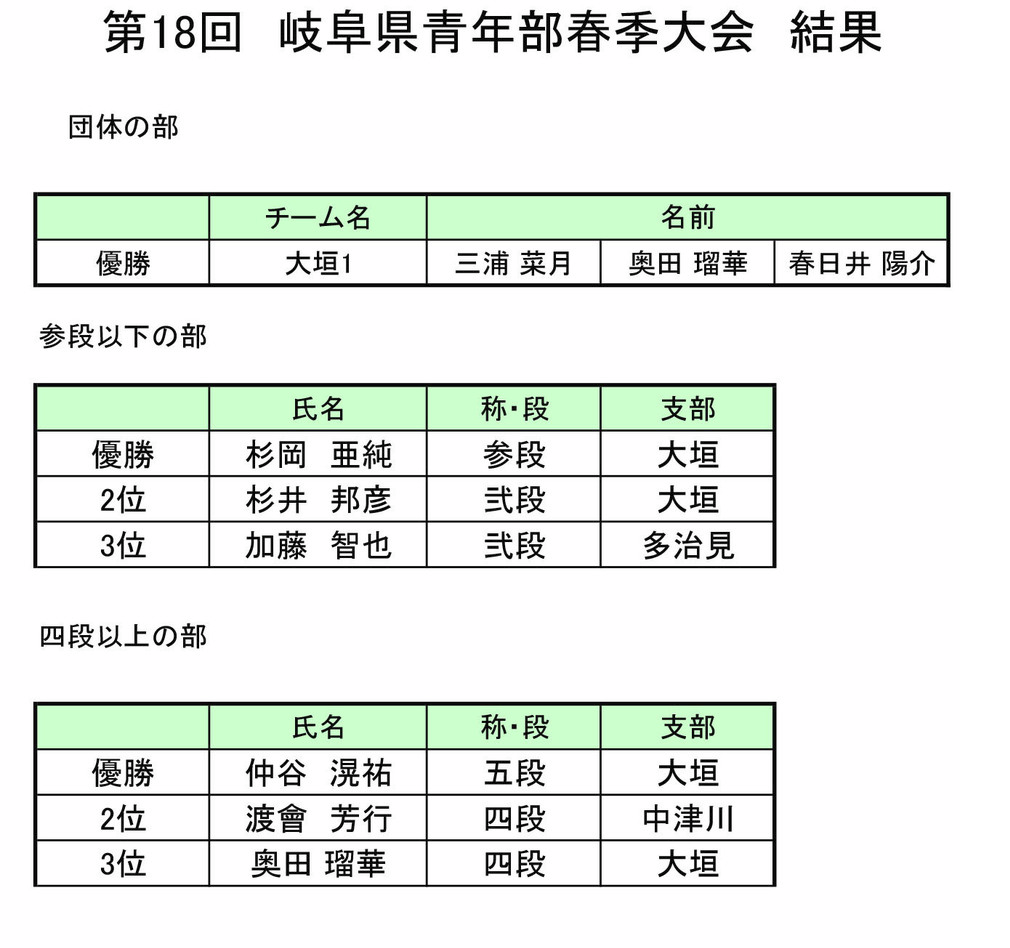 第18回　岐阜県青年部春季大会　結果
団体の部
チーム名 名前
優勝 大垣1 三浦 菜月 奥田 瑠華 春日井 陽介
参段以下の部
氏名 称・段 支部
優勝 杉岡　亜純 参段 大垣
2位 杉井　邦彦 弐段 大垣
3位 加藤　智也 弐段 多治見
四段以上の部
氏名 称・段 支部
優勝 仲谷　滉祐 五段 大垣
2位 渡會　芳行 四段 中津川
3位 奥田 瑠華 四段 大垣